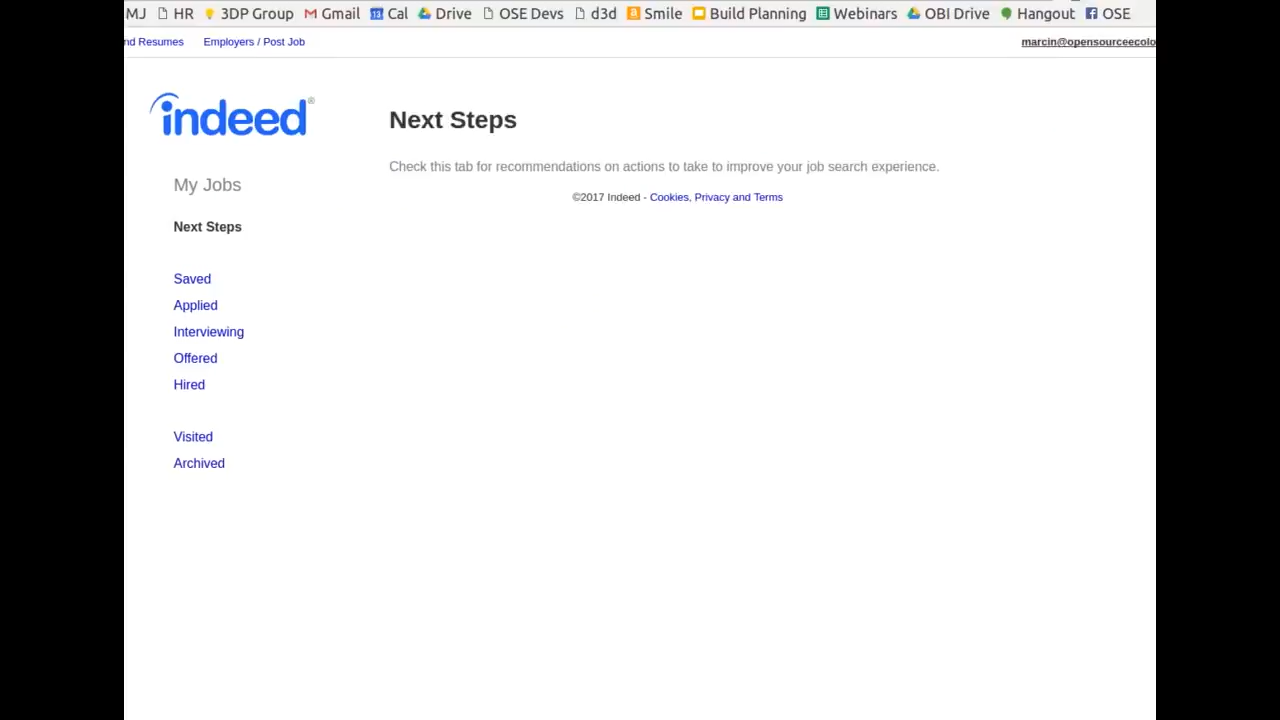 MJ HR 3DP Group Gmail 13 Cal Drive OSE Devs d3d a Smile Build Planning Webinars OBI Drive Hangout OSE
nd Resumes Employers / Post Job marcin@opensourceecolo
indeed®
Next Steps
Check this tab for recommendations on actions to take to improve your job search experience.
©2017 Indeed - Cookies, Privacy and Terms
My Jobs
Next Steps
Saved
Applied
Interviewing
Offered
Hired
Visited
Archived